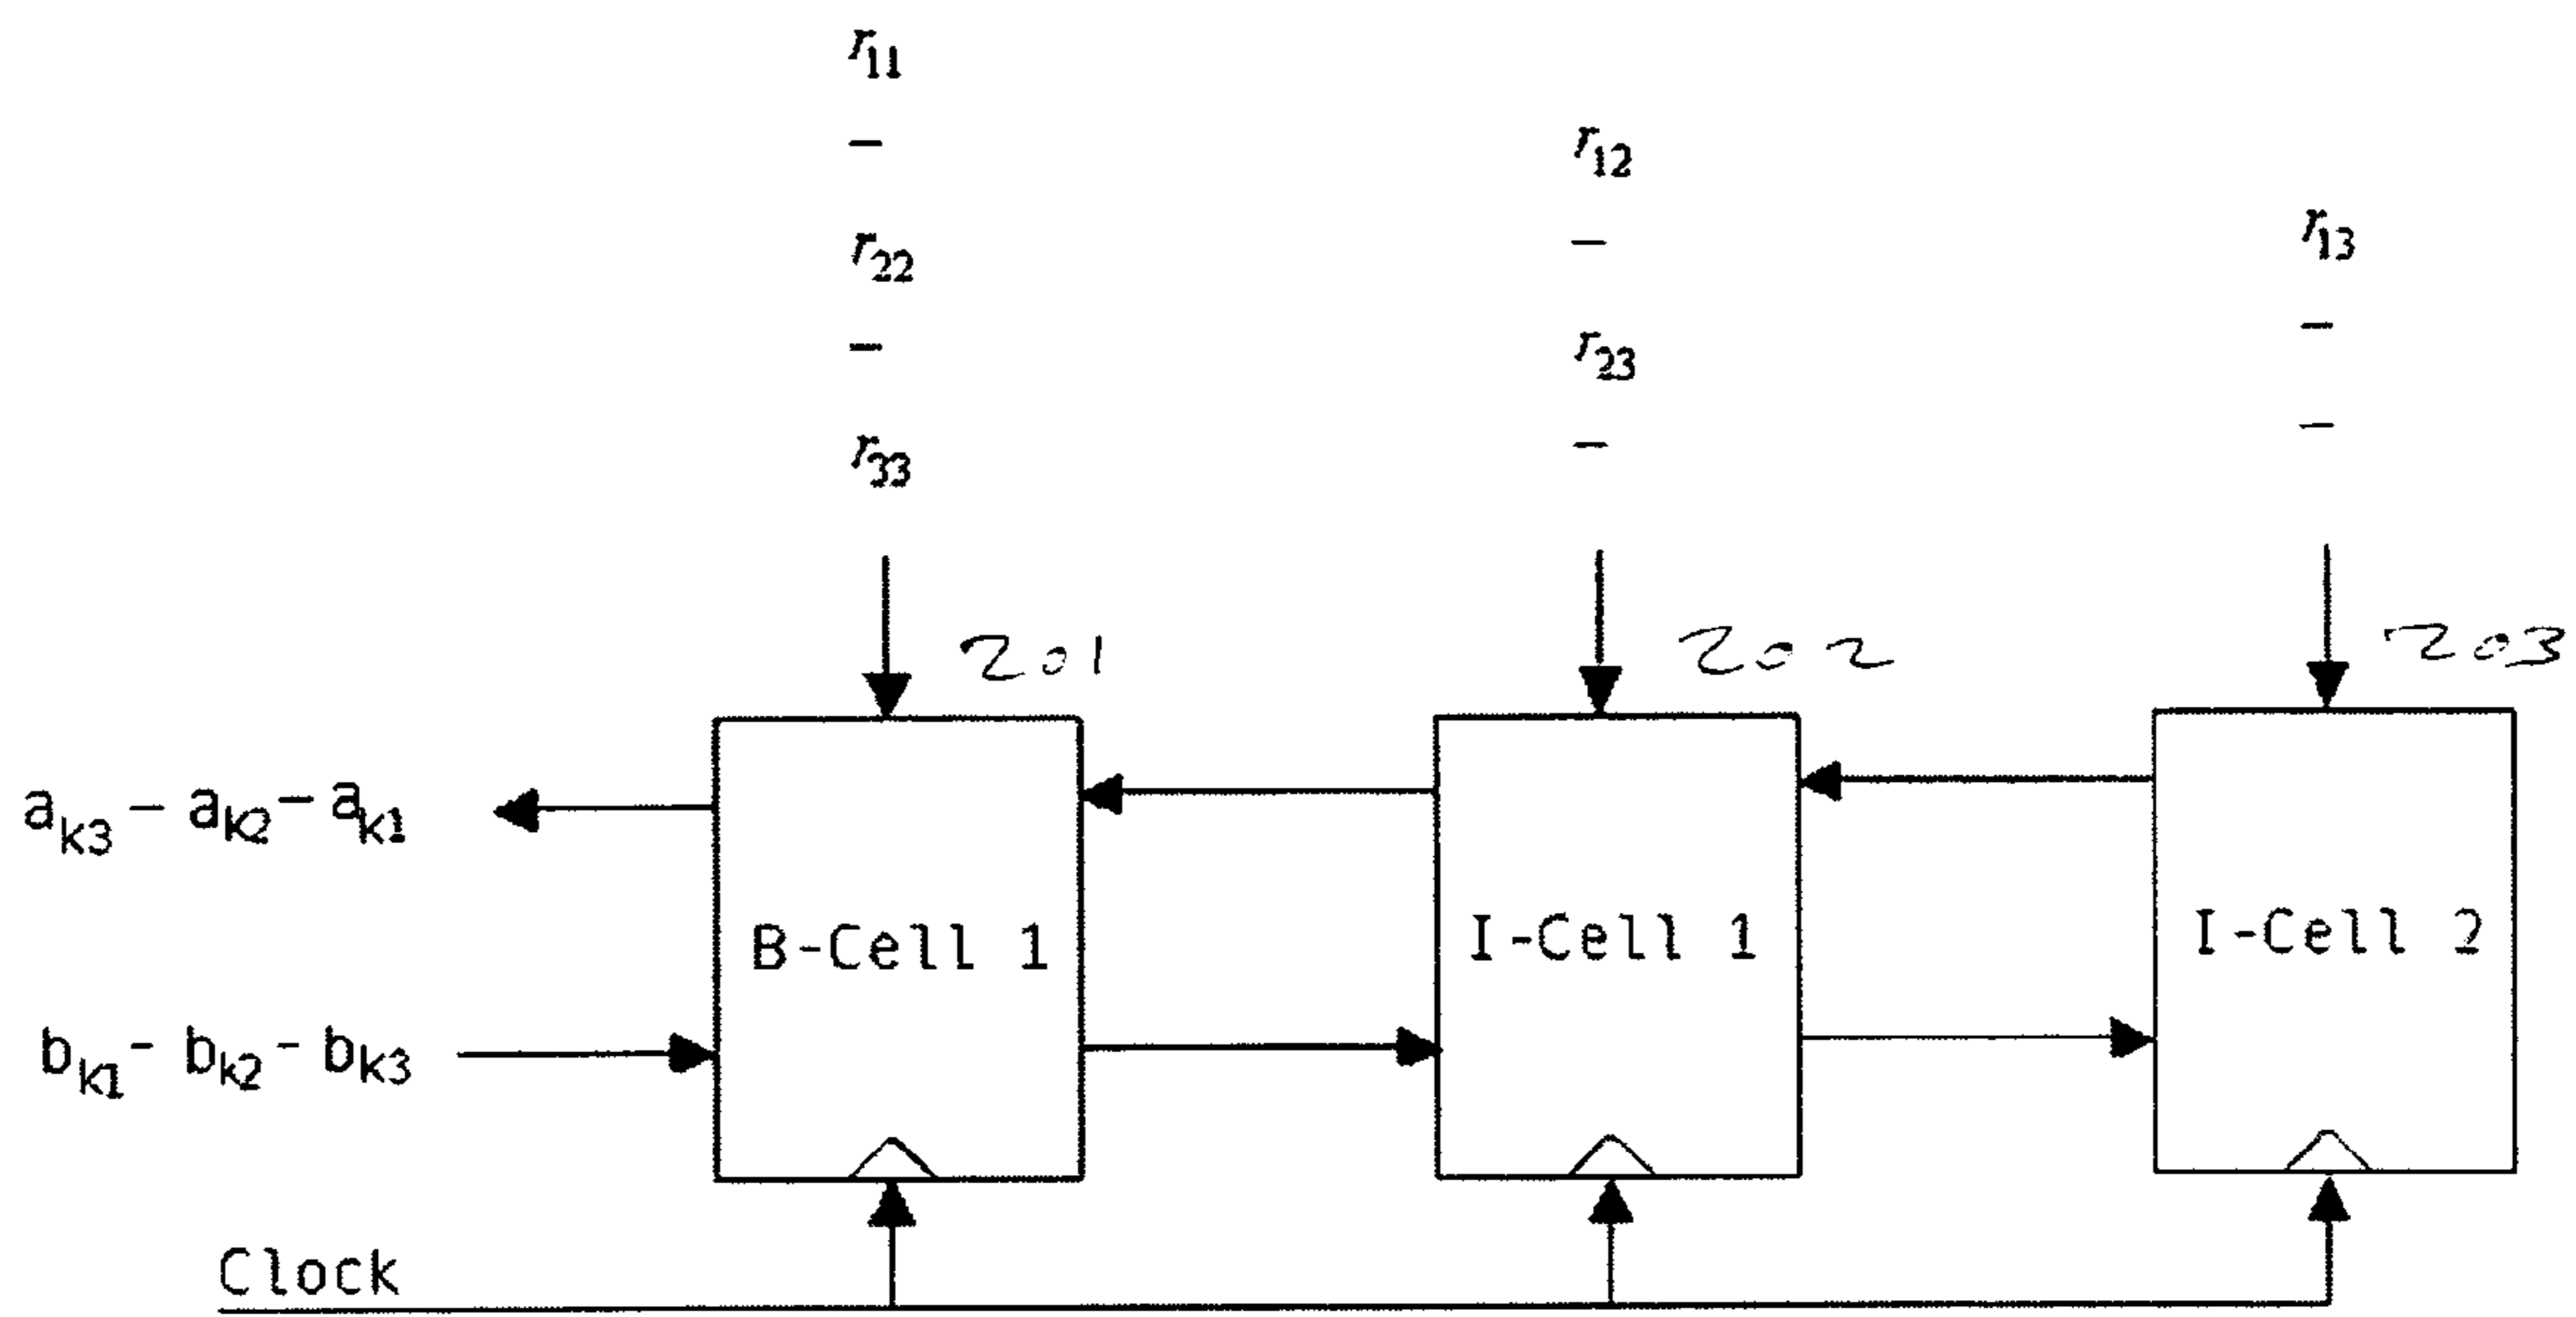 r11
–
r12
–
r13
r22
–
–
r23
–
r33
–
201
202
203
ak3 – ak2 – ak1
B-Cell 1
I-Cell 1
I-Cell 2
bk1 - bk2 - bk3
Clock